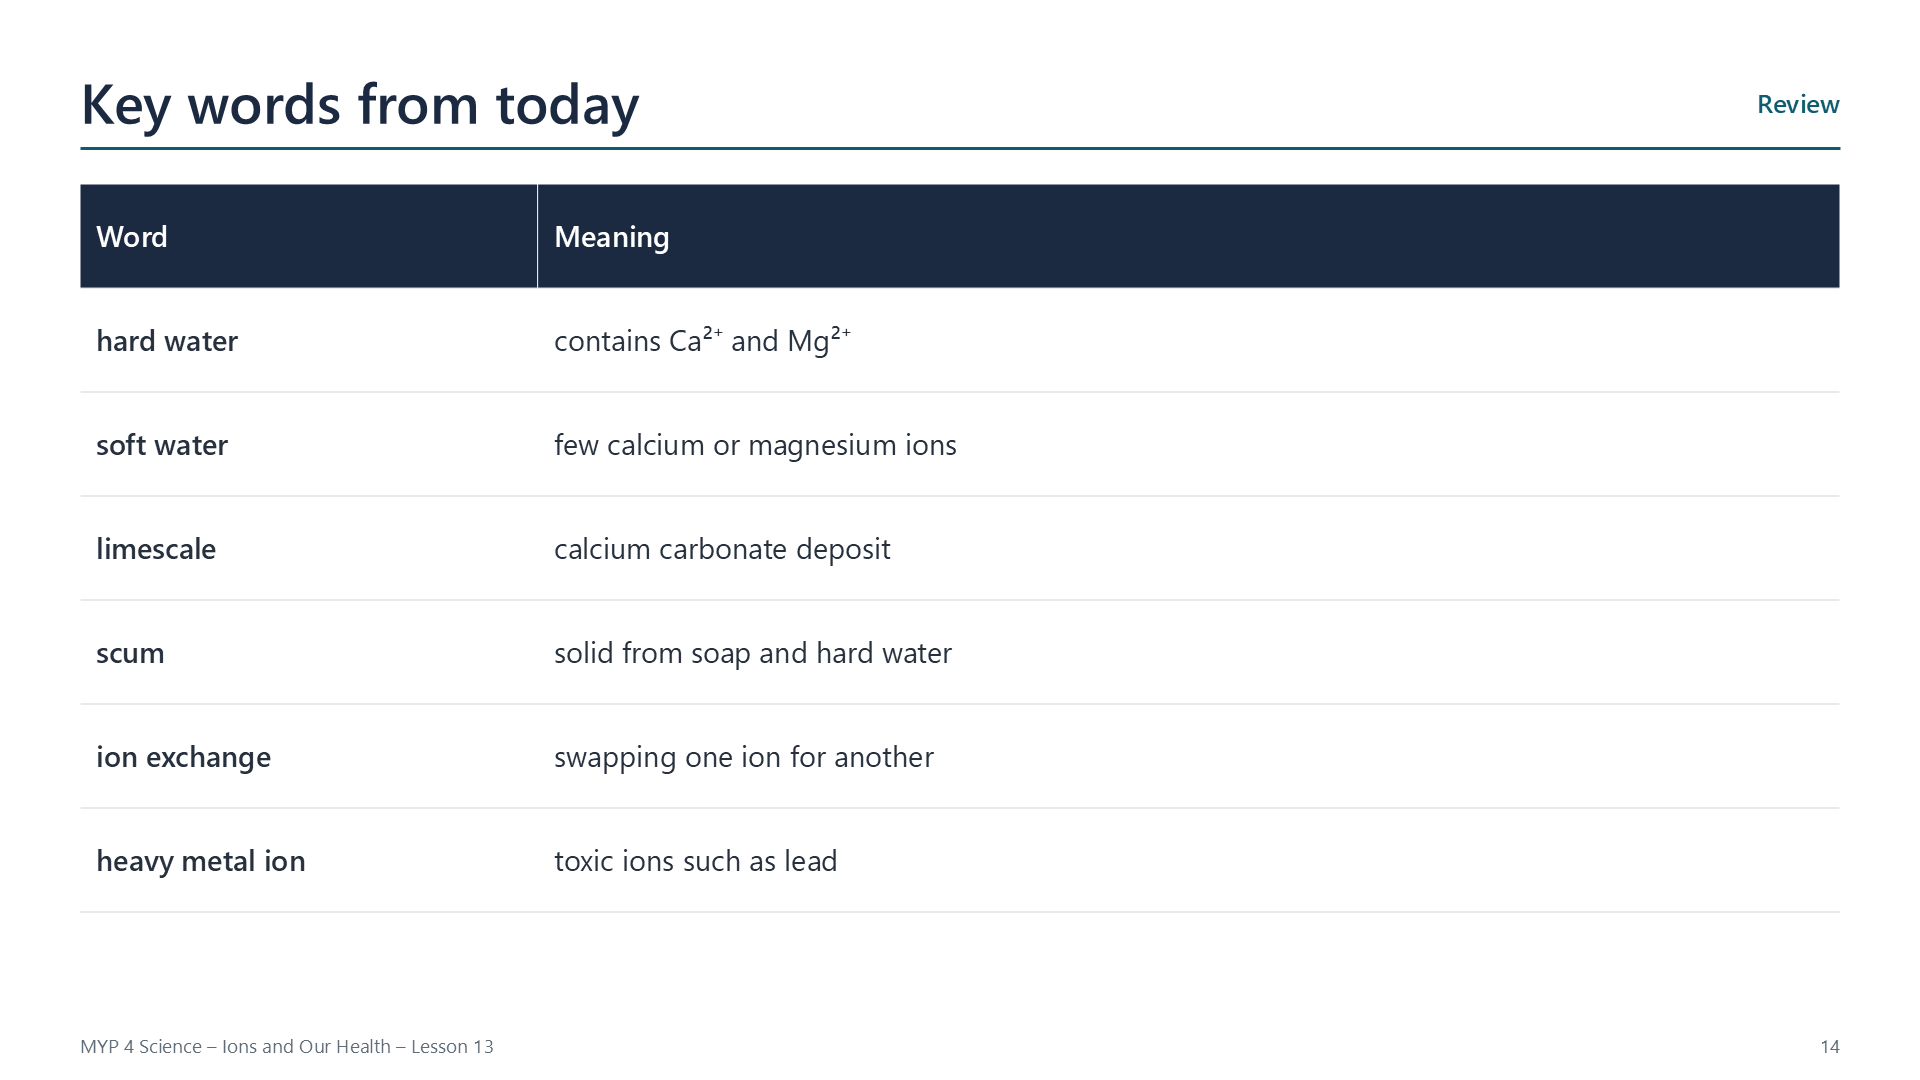 Key words from today
Review
Word Meaning
hard water contains Ca²⁺ and Mg²⁺
soft water few calcium or magnesium ions
limescale calcium carbonate deposit
scum solid from soap and hard water
ion exchange swapping one ion for another
heavy metal ion toxic ions such as lead
MYP 4 Science – Ions and Our Health – Lesson 13
14